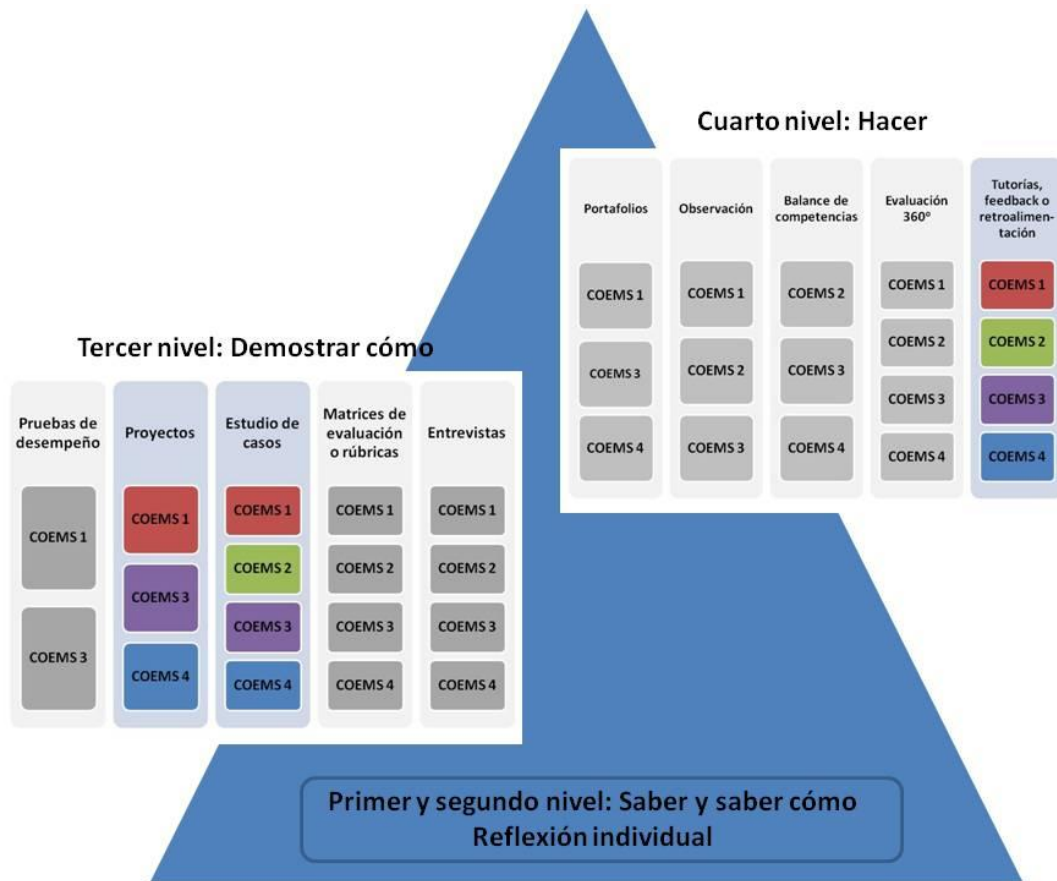 Cuarto nivel: Hacer
Portafolios
Observación
Balance de
competencias
Evaluación
360º
Tutorías,
feedback o
retroalimen-
tación
COEMS 1
COEMS 3
COEMS 4
COEMS 1
COEMS 2
COEMS 3
COEMS 2
COEMS 3
COEMS 4
COEMS 1
COEMS 2
COEMS 3
COEMS 4
COEMS 1
COEMS 2
COEMS 3
COEMS 4
Tercer nivel: Demostrar cómo
Pruebas de
desempeño
Proyectos
Estudio de
casos
Matrices de
evaluación
o rúbricas
Entrevistas
COEMS 1
COEMS 3
COEMS 1
COEMS 3
COEMS 4
COEMS 1
COEMS 2
COEMS 3
COEMS 4
COEMS 1
COEMS 2
COEMS 3
COEMS 4
COEMS 1
COEMS 2
COEMS 3
COEMS 4
Primer y segundo nivel: Saber y saber cómo
Reflexión individual